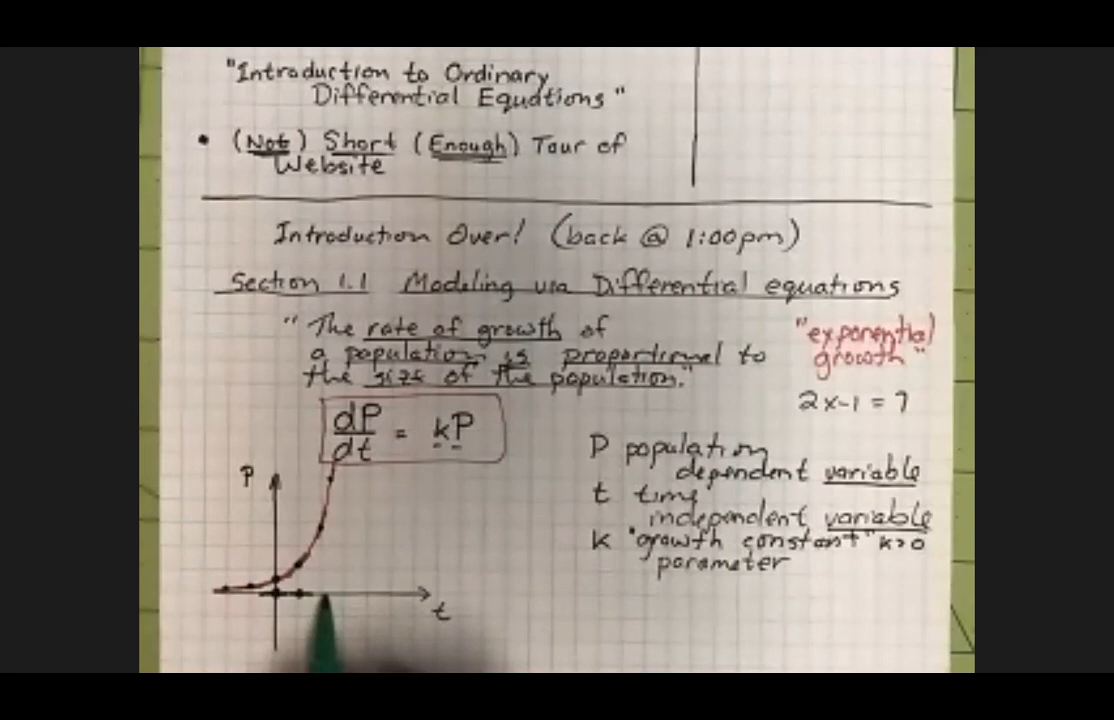 "Introduction to Ordinary
Differential Equations"
• (Not) Short (Enough) Tour of
Website
Introduction Over! (back @ 1:00pm)
Section 1.1 Modeling via Differential equations
"The rate of growth of
a population is proportional to
the size of the population."
"exponential
growth"
2x-1 = 7
dP/dt = kP
P population
dependent variable
t time
independent variable
k "growth constant" k>0
parameter
P
t